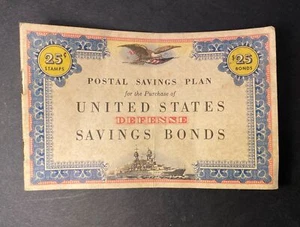 25¢
STAMPS
$25
BONDS
POSTAL SAVINGS PLAN
for the Purchase of
UNITED STATES
DEFENSE
SAVINGS BONDS